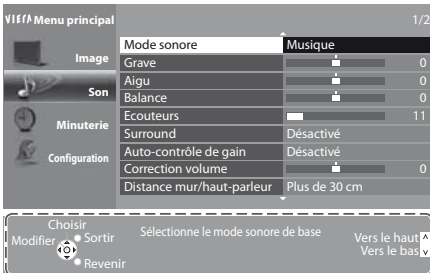 VIErA Menu principal 1/2
Image
Son
Minuterie
Configuration
Mode sonore Musique
Grave 0
Aigu 0
Balance 0
Ecouteurs 11
Surround Désactivé
Auto-contrôle de gain Désactivé
Correction volume 0
Distance mur/haut-parleur Plus de 30 cm
Choisir
Modifier Sortir
Revenir
Sélectionne le mode sonore de base
Vers le haut
Vers le bas